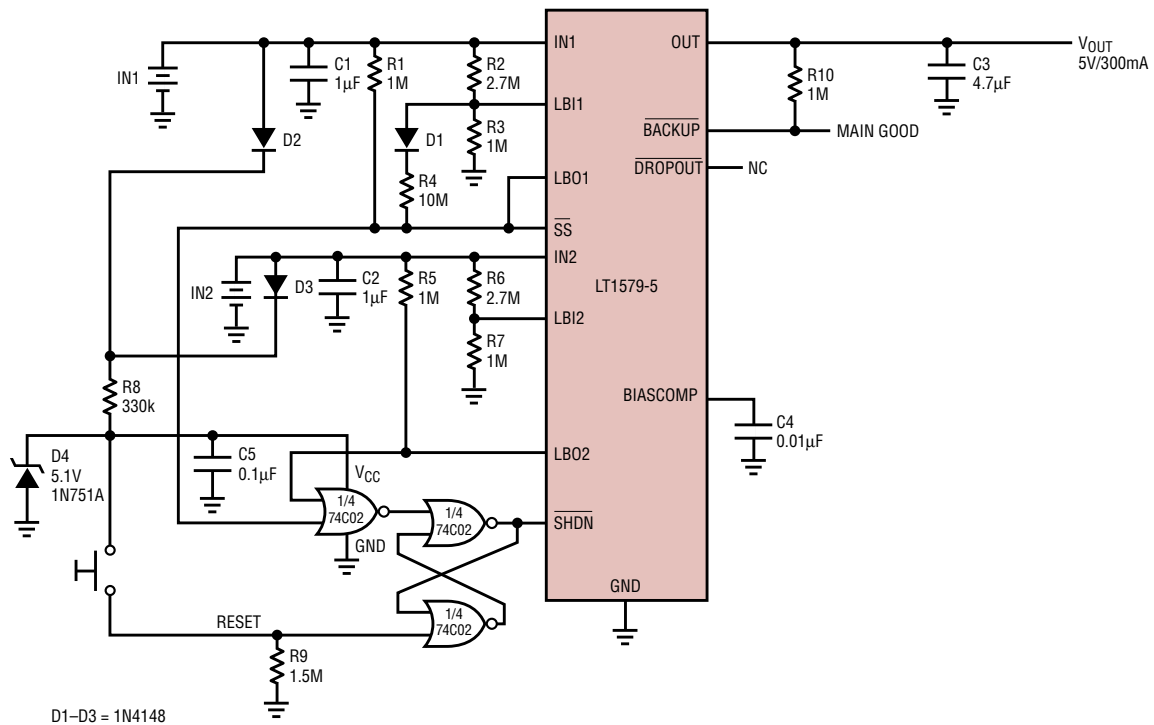 IN1
C1
1µF
R1
1M
R2
2.7M
IN1
OUT
VOUT
5V/300mA
R10
1M
C3
4.7µF
LBI1
D2
D1
R3
1M
BACKUP
MAIN GOOD
DROPOUT
NC
R4
10M
LBO1
SS
IN2
IN2
D3
C2
1µF
R5
1M
R6
2.7M
LT1579-5
LBI2
R7
1M
R8
330k
BIASCOMP
C4
0.01µF
D4
5.1V
1N751A
C5
0.1µF
VCC
LBO2
1/4
74C02
1/4
74C02
SHDN
GND
GND
1/4
74C02
RESET
R9
1.5M
D1–D3 = 1N4148